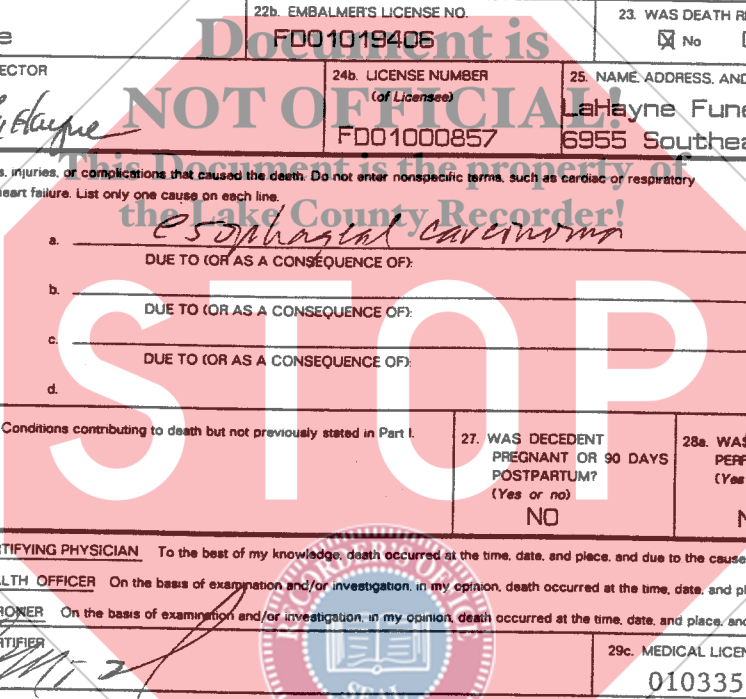 22b. EMBALMER'S LICENSE NO.
23. WAS DEATH R
e
FD01019406
No
Document is
ECTOR
24b. LICENSE NUMBER
(of Licensee)
25. NAME, ADDRESS, AND
NOT OFFICIAL!
LaHayne Fune
FD01000857
6955 Southea
This Document is the property of
s, injuries, or complications that caused the death. Do not enter nonspecific terms, such as cardiac or respiratory
heart failure. List only one cause on each line.
the Lake County Recorder!
a. esophageal carcinoma
DUE TO (OR AS A CONSEQUENCE OF):
b.
DUE TO (OR AS A CONSEQUENCE OF):
c.
DUE TO (OR AS A CONSEQUENCE OF):
d.
STOP
Conditions contributing to death but not previously stated in Part I.
27. WAS DECEDENT
PREGNANT OR 90 DAYS
POSTPARTUM?
(Yes or no)
NO
28a. WAS
PERF
(Yes
N
RTIFYING PHYSICIAN To the best of my knowledge, death occurred at the time, date, and place, and due to the cause
ALTH OFFICER On the basis of examination and/or investigation, in my opinion, death occurred at the time, date, and pl
RONER On the basis of examination and/or investigation, in my opinion, death occurred at the time, date, and place, and
RTIFIER
29c. MEDICAL LICEN
010335